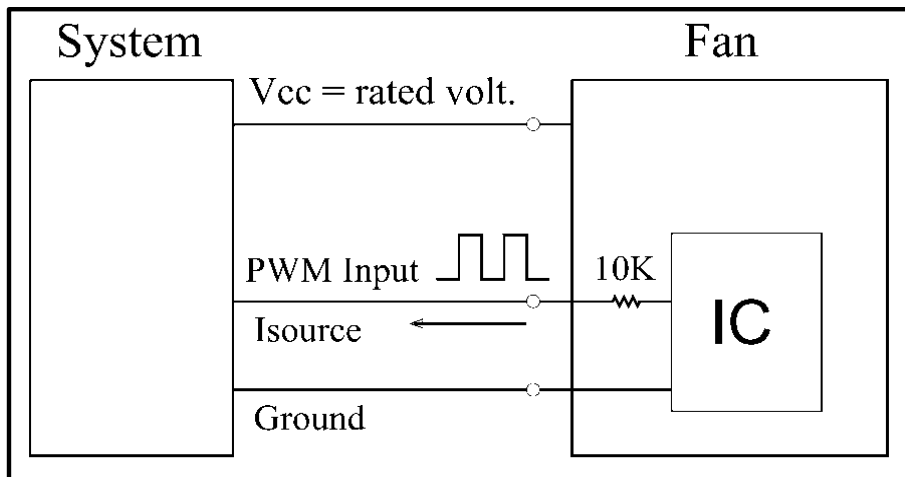 System
Fan
Vcc = rated volt.
PWM Input
10K
Isource
IC
Ground